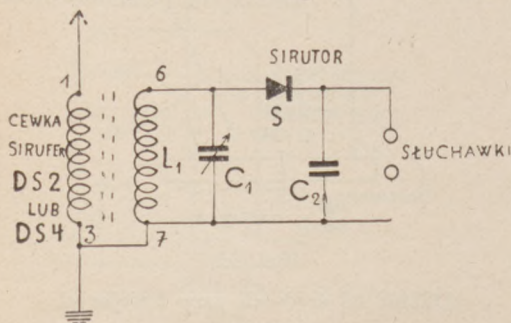 SIRUTOR
1
6
CEWKA
SIRUFER
DS2
LUB
DS4
3
7
L1
C1
S
C2
SŁUCHAWKI